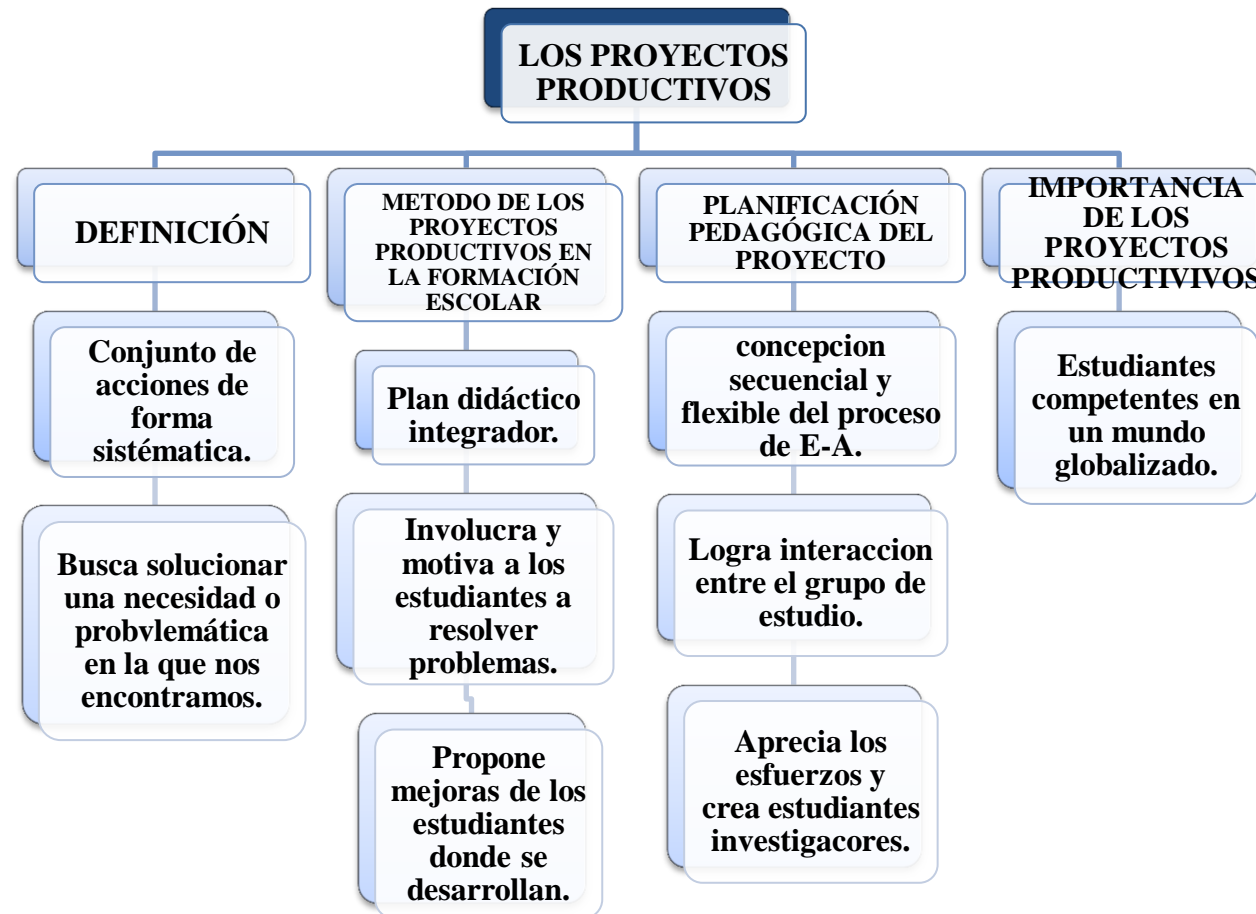 LOS PROYECTOS
PRODUCTIVOS
DEFINICIÓN
Conjunto de
acciones de
forma
sistématica.
Busca solucionar
una necesidad o
probvlemática
en la que nos
encontramos.
METODO DE LOS
PROYECTOS
PRODUCTIVOS EN
LA FORMACIÓN
ESCOLAR
Plan didáctico
integrador.
Involucra y
motiva a los
estudiantes a
resolver
problemas.
Propone
mejoras de los
estudiantes
donde se
desarrollan.
PLANIFICACIÓN
PEDAGÓGICA DEL
PROYECTO
concepcion
secuencial y
flexible del proceso
de E-A.
Logra interaccion
entre el grupo de
estudio.
Aprecia los
esfuerzos y
crea estudiantes
investigacores.
IMPORTANCIA
DE LOS
PROYECTOS
PRODUCTIVIVOS
Estudiantes
competentes en
un mundo
globalizado.